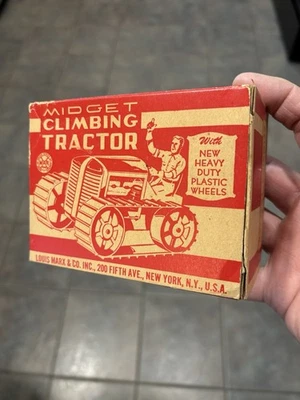 MIDGET
CLIMBING
TRACTOR
With
NEW
HEAVY
DUTY
PLASTIC
WHEELS
LOUIS MARX & CO. INC., 200 FIFTH AVE., NEW YORK, N.Y., U.S.A.